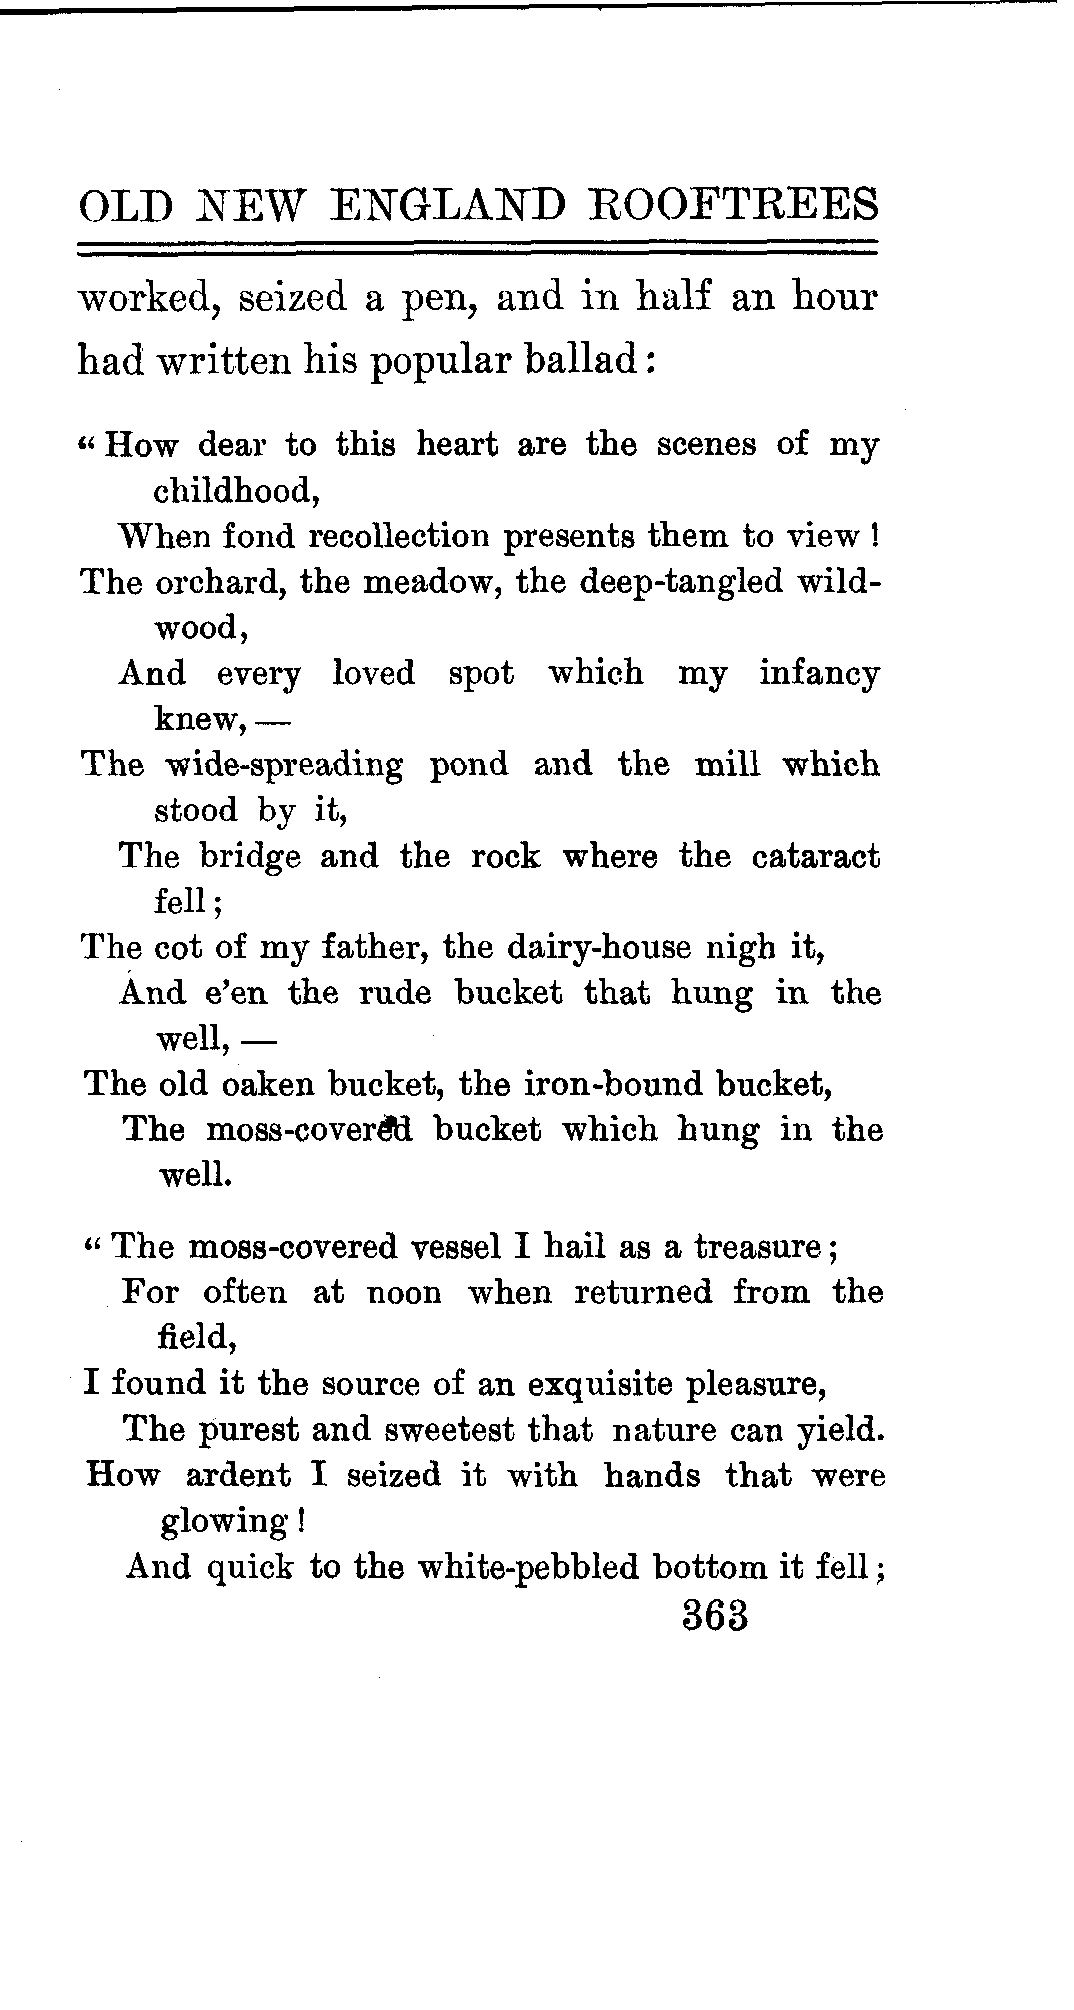 OLD NEW ENGLAND ROOFTREES
worked, seized a pen, and in half an hour
had written his popular ballad:
“How dear to this heart are the scenes of my
childhood,
When fond recollection presents them to view!
The orchard, the meadow, the deep-tangled wild-
wood,
And every loved spot which my infancy
knew,—
The wide-spreading pond and the mill which
stood by it,
The bridge and the rock where the cataract
fell;
The cot of my father, the dairy-house nigh it,
And e’en the rude bucket that hung in the
well,—
The old oaken bucket, the iron-bound bucket,
The moss-covered bucket which hung in the
well.
“The moss-covered vessel I hail as a treasure;
For often at noon when returned from the
field,
I found it the source of an exquisite pleasure,
The purest and sweetest that nature can yield.
How ardent I seized it with hands that were
glowing!
And quick to the white-pebbled bottom it fell;
363